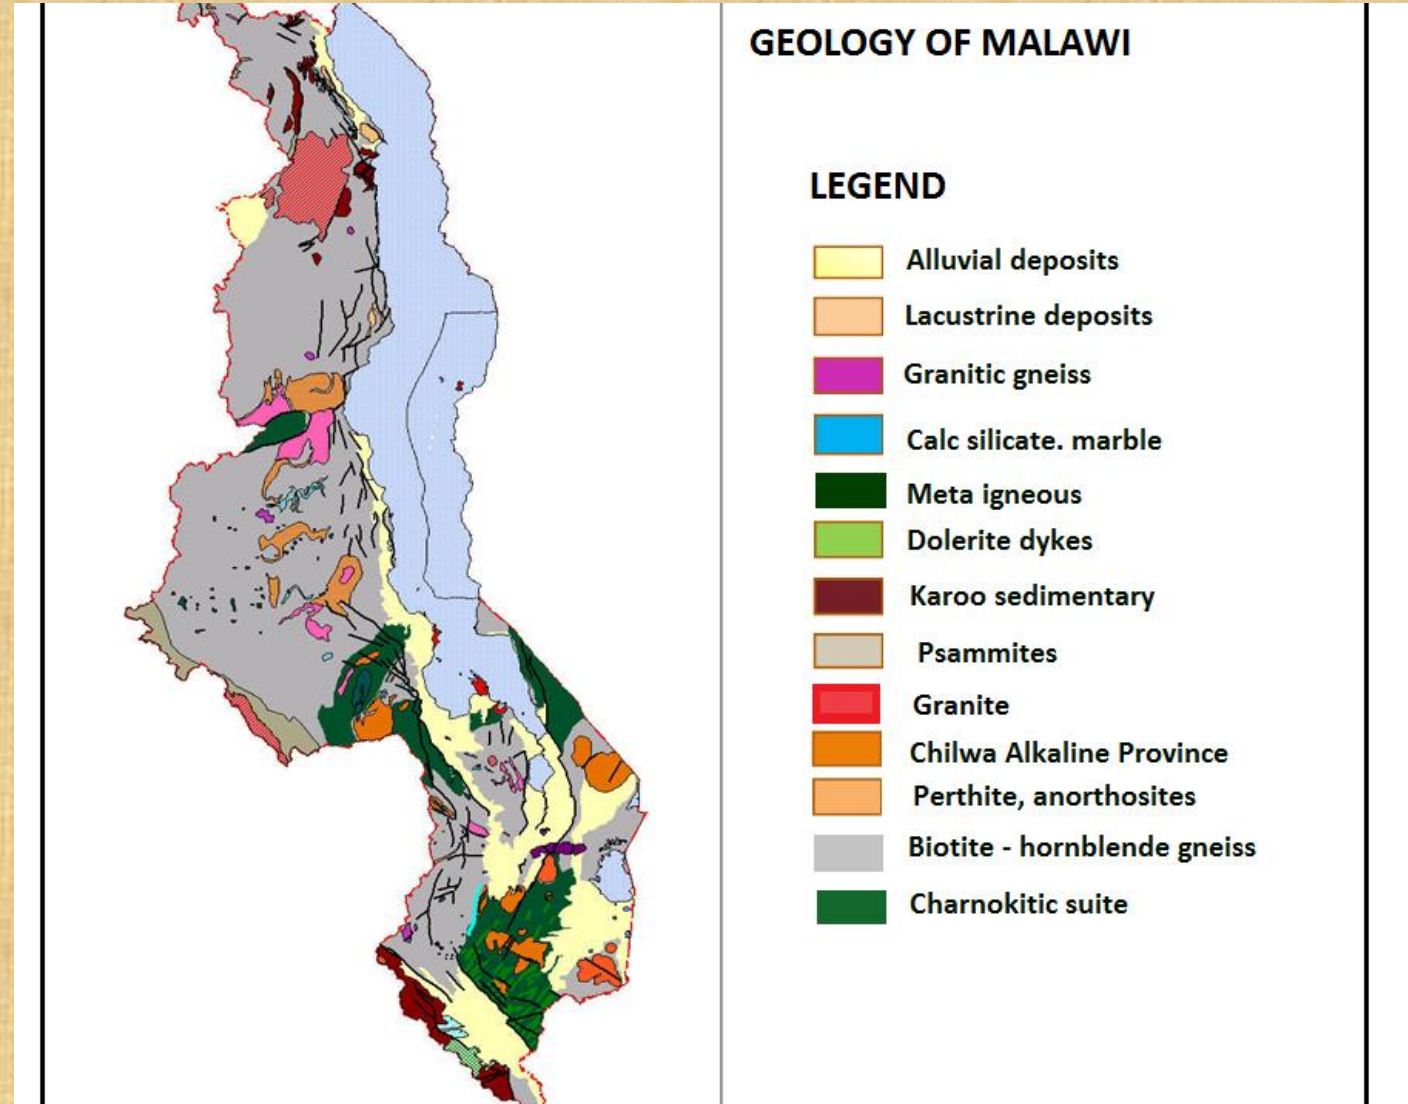 GEOLOGY OF MALAWI
LEGEND
Alluvial deposits
Lacustrine deposits
Granitic gneiss
Calc silicate. marble
Meta igneous
Dolerite dykes
Karoo sedimentary
Psammites
Granite
Chilwa Alkaline Province
Perthite, anorthosites
Biotite - hornblende gneiss
Charnokitic suite